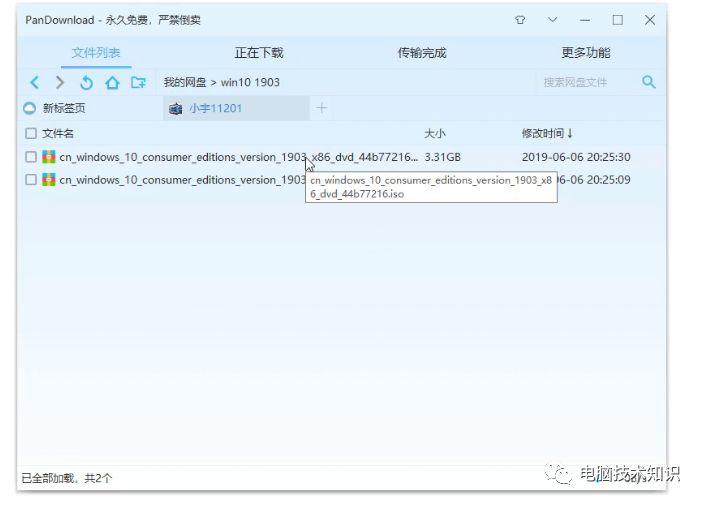 PanDownload - 永久免费，严禁倒卖
文件列表 正在下载 传输完成 更多功能
我的网盘 > win10 1903 搜索网盘文件
新标签页 小宇11201
文件名 大小 修改时间↓
cn_windows_10_consumer_editions_version_1903_x86_dvd_44b77216... 3.31GB 2019-06-06 20:25:30
cn_windows_10_consumer_editions_version_1903 -06 20:25:09
cn_windows_10_consumer_editions_version_1903_x8
6_dvd_44b77216.iso
已全部加载，共2个
电脑技术知识